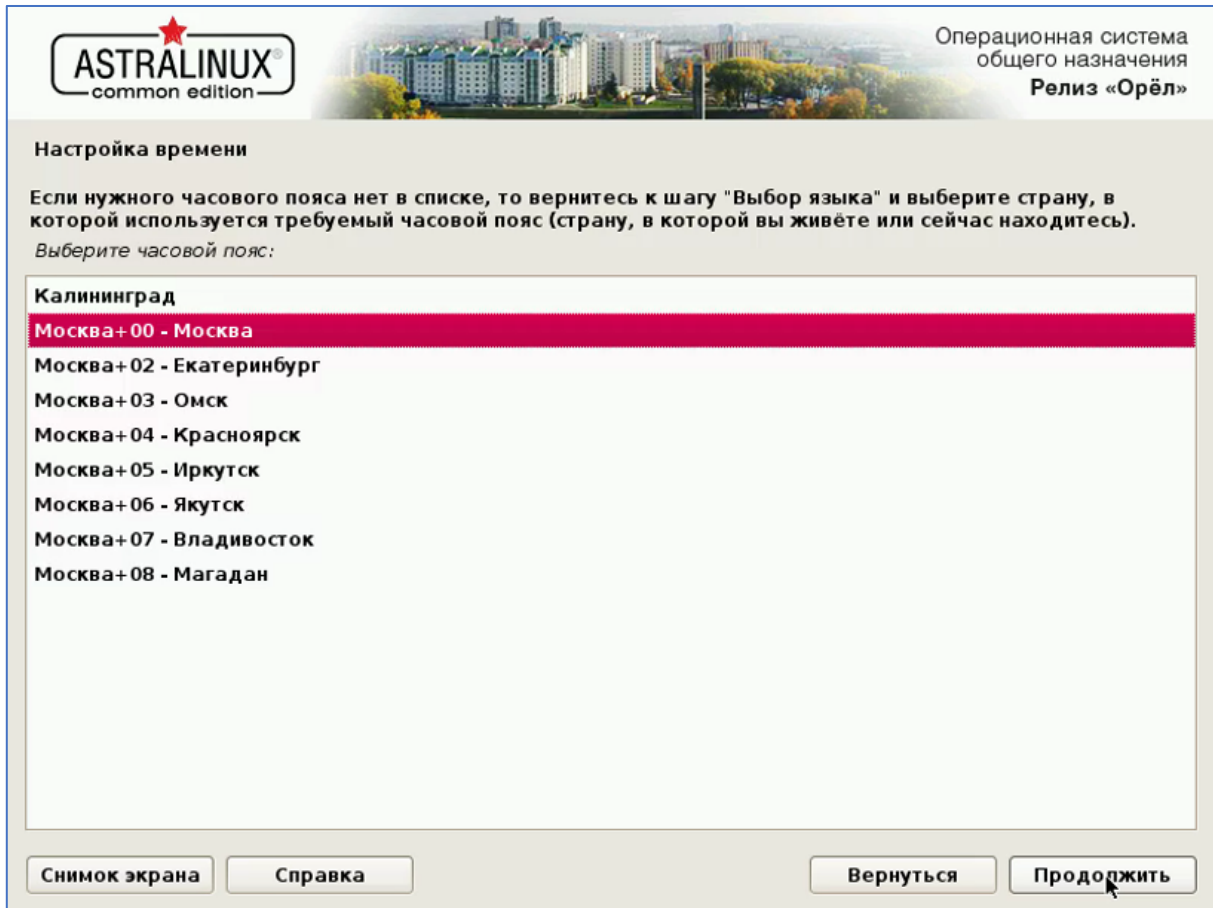 ASTRALINUX®
common edition
Операционная система
общего назначения
Релиз «Орёл»
Настройка времени
Если нужного часового пояса нет в списке, то вернитесь к шагу "Выбор языка" и выберите страну, в
которой используется требуемый часовой пояс (страну, в которой вы живёте или сейчас находитесь).
Выберите часовой пояс:
Калининград
Москва+00 - Москва
Москва+02 - Екатеринбург
Москва+03 - Омск
Москва+04 - Красноярск
Москва+05 - Иркутск
Москва+06 - Якутск
Москва+07 - Владивосток
Москва+08 - Магадан
Снимок экрана
Справка
Вернуться
Продолжить